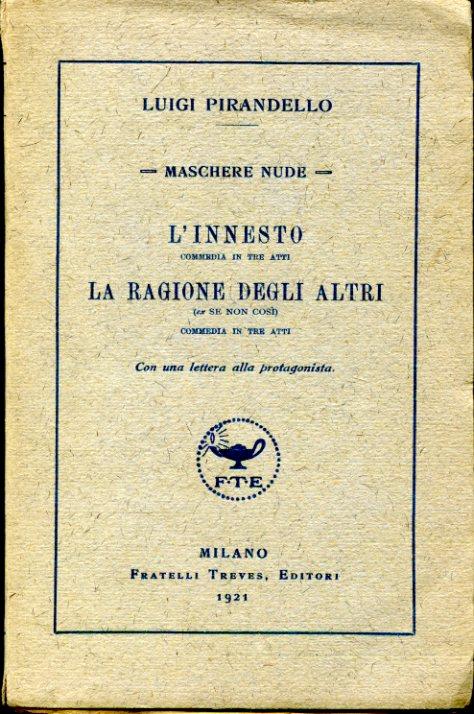 LUIGI PIRANDELLO
— MASCHERE NUDE —
L'INNESTO
COMMEDIA IN TRE ATTI
LA RAGIONE DEGLI ALTRI
(ex SE NON COSÌ)
COMMEDIA IN TRE ATTI
Con una lettera alla protagonista.
F·T·E
MILANO
FRATELLI TREVES, EDITORI
1921